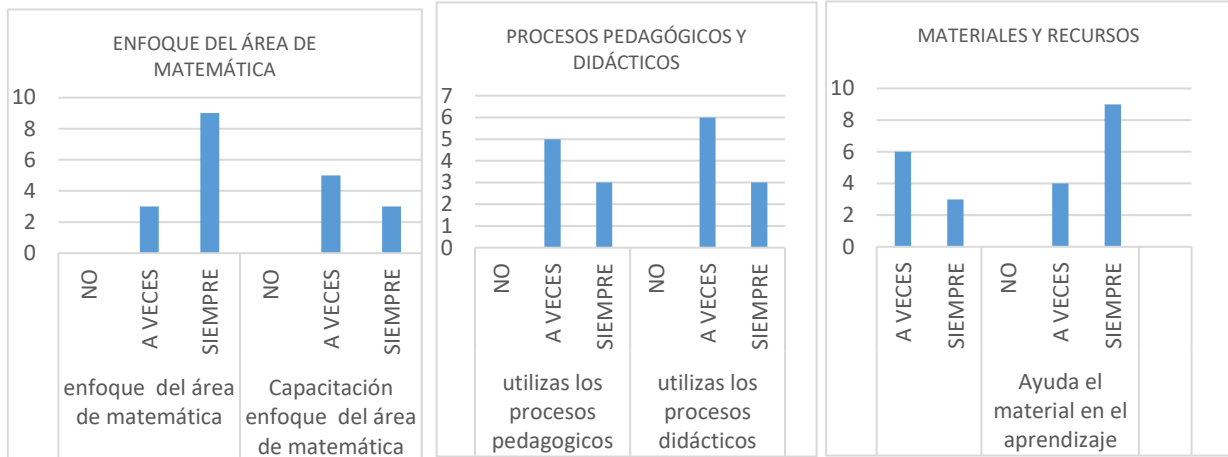 ENFOQUE DEL ÁREA DE
MATEMÁTICA
10
8
6
4
2
0
NO
A VECES
SIEMPRE
NO
A VECES
SIEMPRE
enfoque del área
de matemática
Capacitación
enfoque del área
de matemática
PROCESOS PEDAGÓGICOS Y
DIDÁCTICOS
7
6
5
4
3
2
1
0
NO
A VECES
SIEMPRE
NO
A VECES
SIEMPRE
utilizas los
procesos
pedagogicos
utilizas los
procesos
didácticos
MATERIALES Y RECURSOS
10
8
6
4
2
0
A VECES
SIEMPRE
NO
A VECES
SIEMPRE
Ayuda el
material en el
aprendizaje